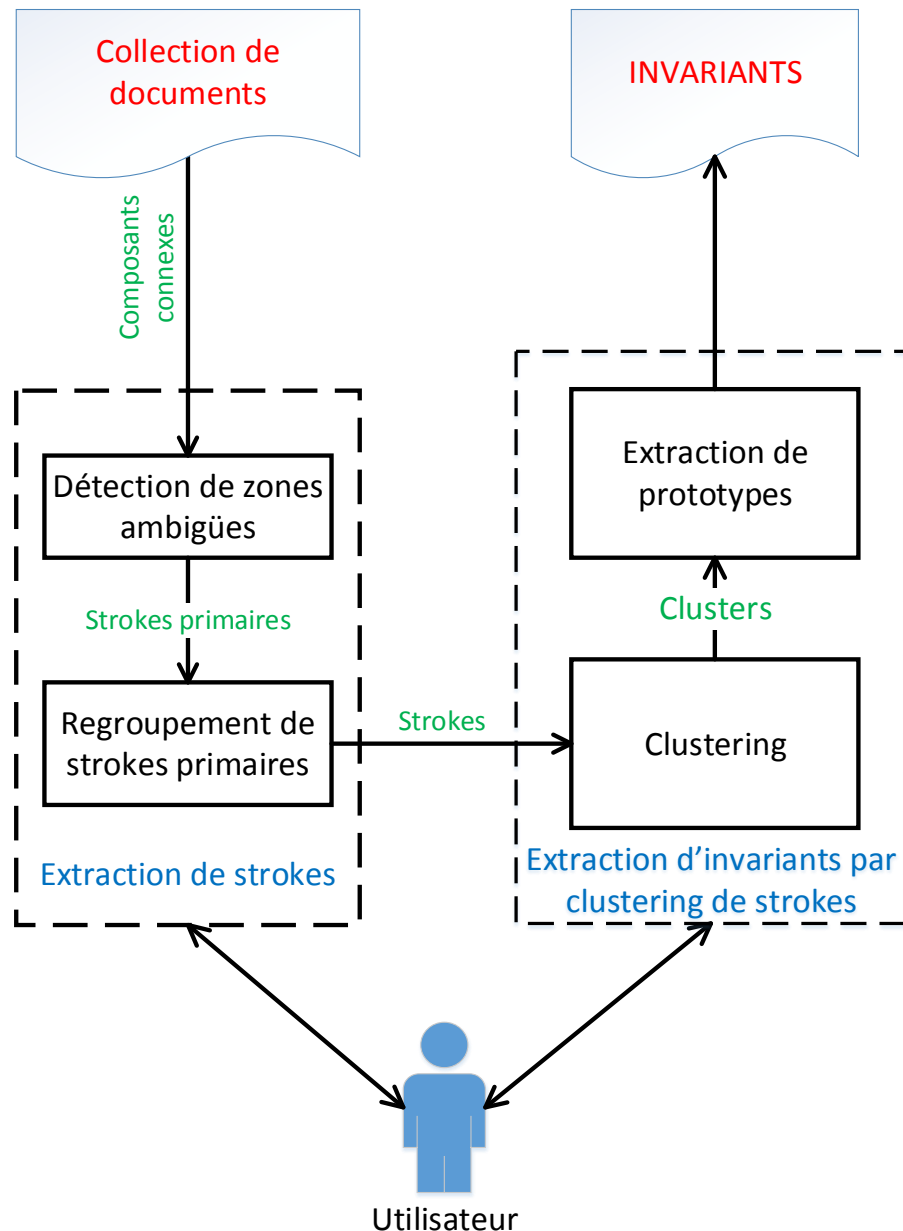 Collection de
documents
INVARIANTS
Composants
connexes
Détection de zones
ambigües
Strokes primaires
Regroupement de
strokes primaires
Extraction de strokes
Strokes
Extraction de
prototypes
Clusters
Clustering
Extraction d’invariants par
clustering de strokes
Utilisateur